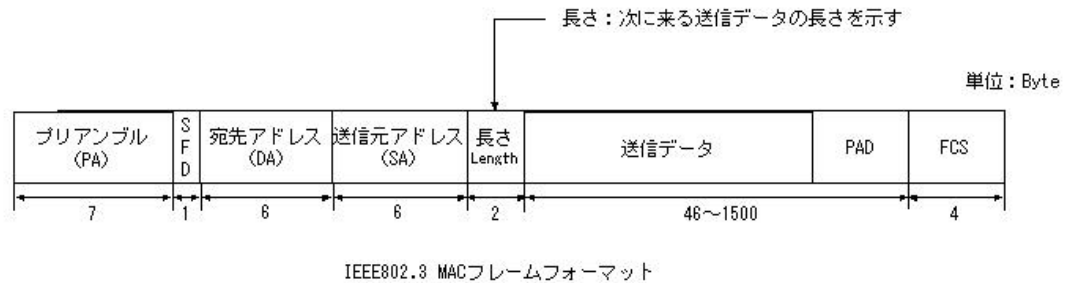 長さ：次に来る送信データの長さを示す
単位：Byte
プリアンブル
(PA)
S
F
D
宛先アドレス
(DA)
送信元アドレス
(SA)
長さ
Length
送信データ
PAD
FCS
7
1
6
6
2
46～1500
4
IEEE802.3 MACフレームフォーマット